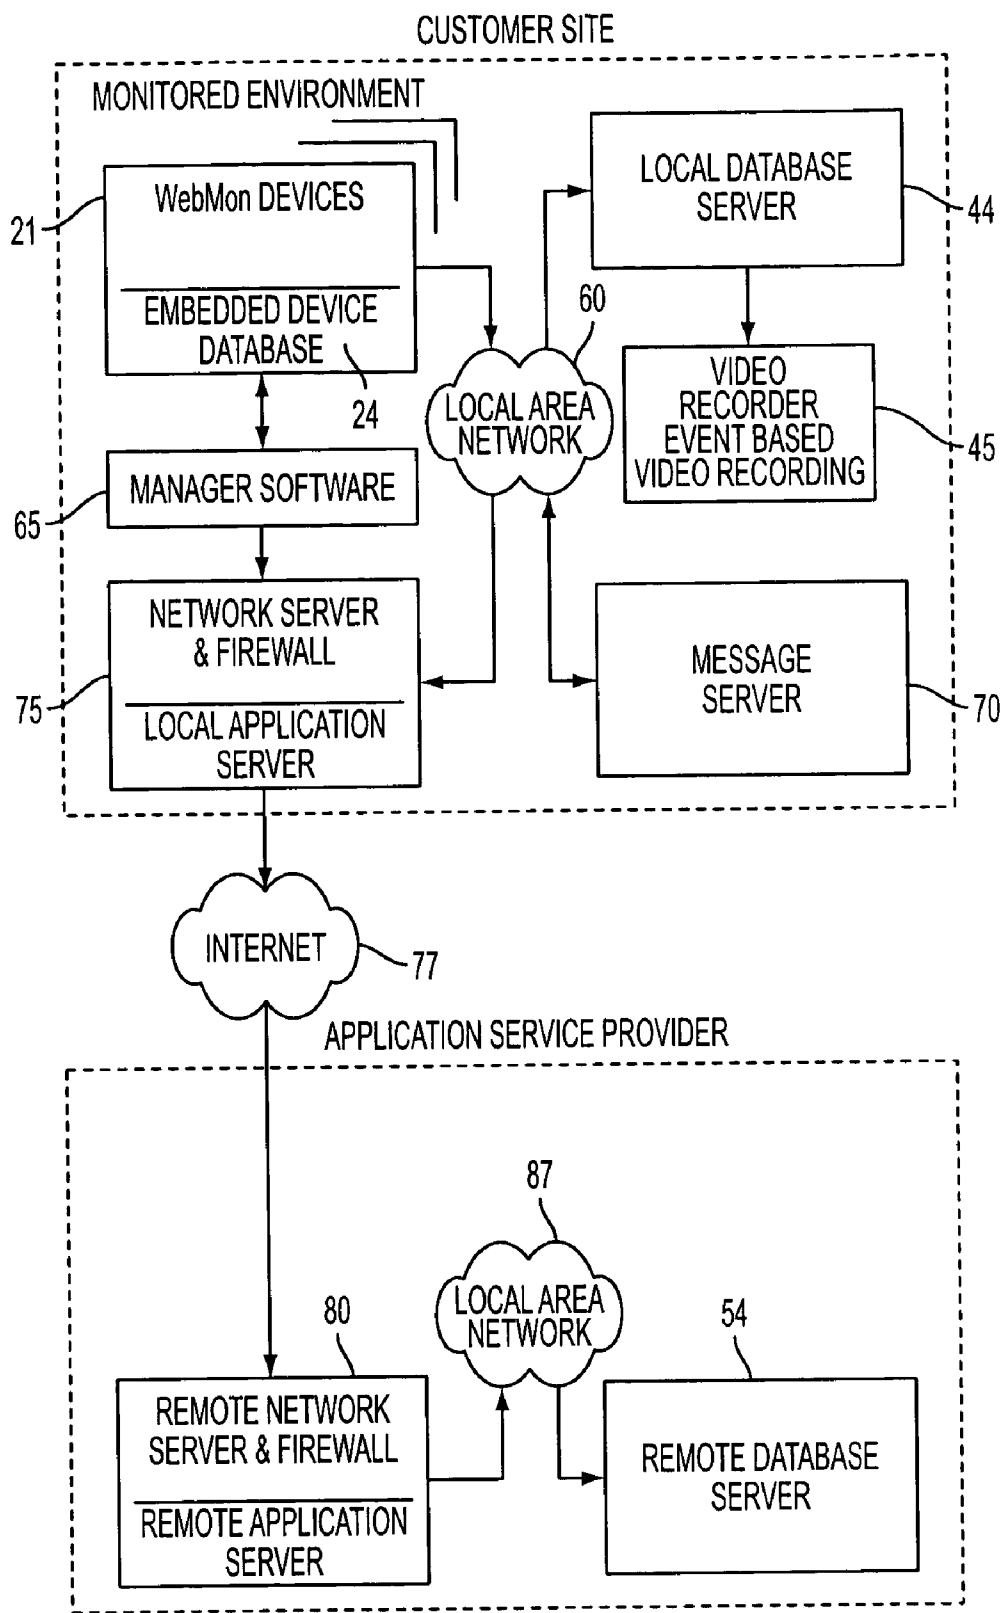 CUSTOMER SITE
MONITORED ENVIRONMENT
WebMon DEVICES
EMBEDDED DEVICE
DATABASE
21
24
LOCAL DATABASE
SERVER
44
60
LOCAL AREA
NETWORK
VIDEO
RECORDER
EVENT BASED
VIDEO RECORDING
45
MANAGER SOFTWARE
65
NETWORK SERVER
& FIREWALL
LOCAL APPLICATION
SERVER
75
MESSAGE
SERVER
70
INTERNET
77
APPLICATION SERVICE PROVIDER
87
LOCAL AREA
NETWORK
80
REMOTE NETWORK
SERVER & FIREWALL
REMOTE APPLICATION
SERVER
54
REMOTE DATABASE
SERVER